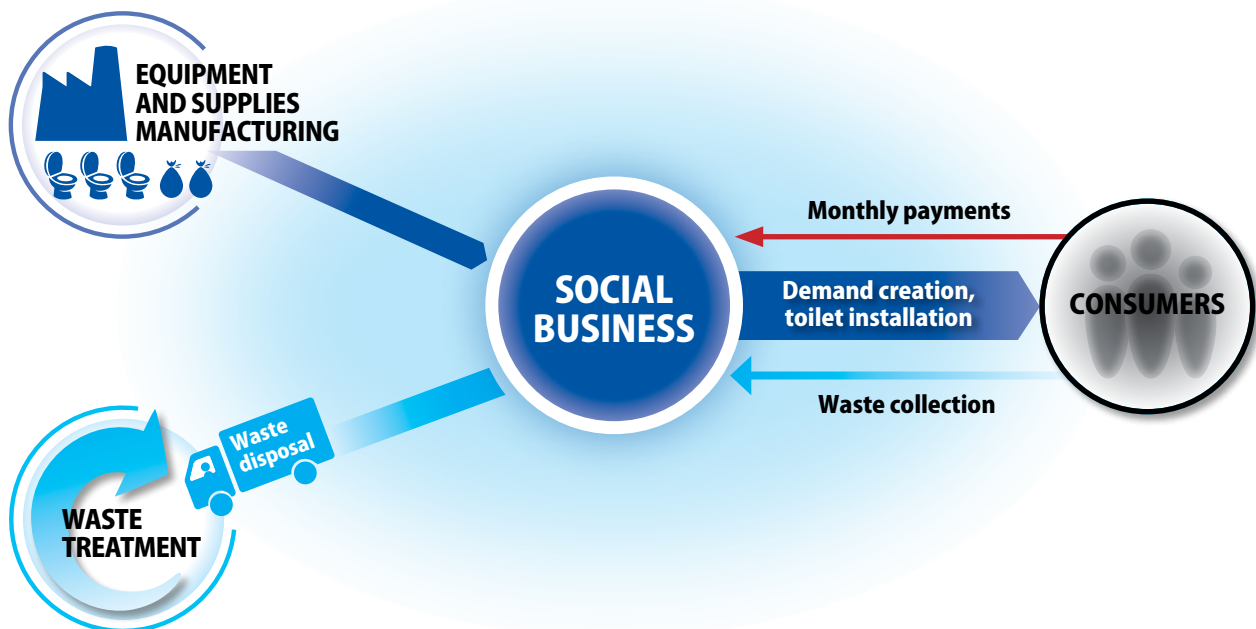 EQUIPMENT
AND SUPPLIES
MANUFACTURING
SOCIAL
BUSINESS
Monthly payments
Demand creation,
toilet installation
Waste collection
CONSUMERS
Waste
disposal
WASTE
TREATMENT